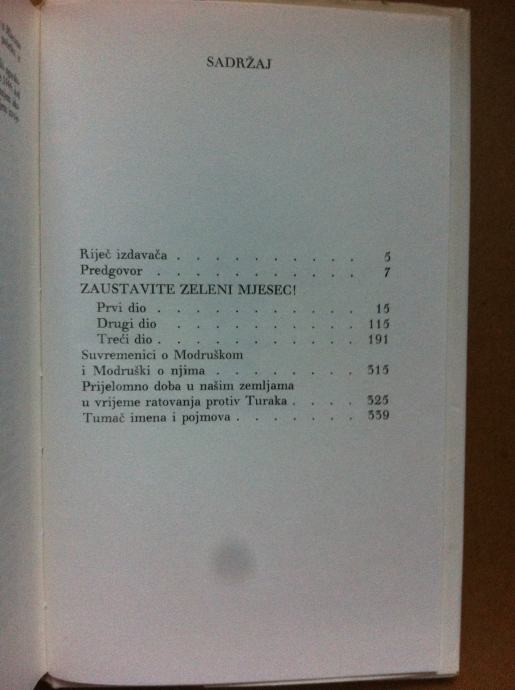 SADRŽAJ
Riječ izdavača . . . . . . . . . . 5
Predgovor . . . . . . . . . . . 7
ZAUSTAVITE ZELENI MJESEC!
Prvi dio . . . . . . . . . . . 15
Drugi dio . . . . . . . . . . 115
Treći dio . . . . . . . . . . . 191
Suvremenici o Modruškom
i Modruški o njima . . . . . . . . 315
Prijelomno doba u našim zemljama
u vrijeme ratovanja protiv Turaka . . . . 325
Tumač imena i pojmova . . . . . . . 339